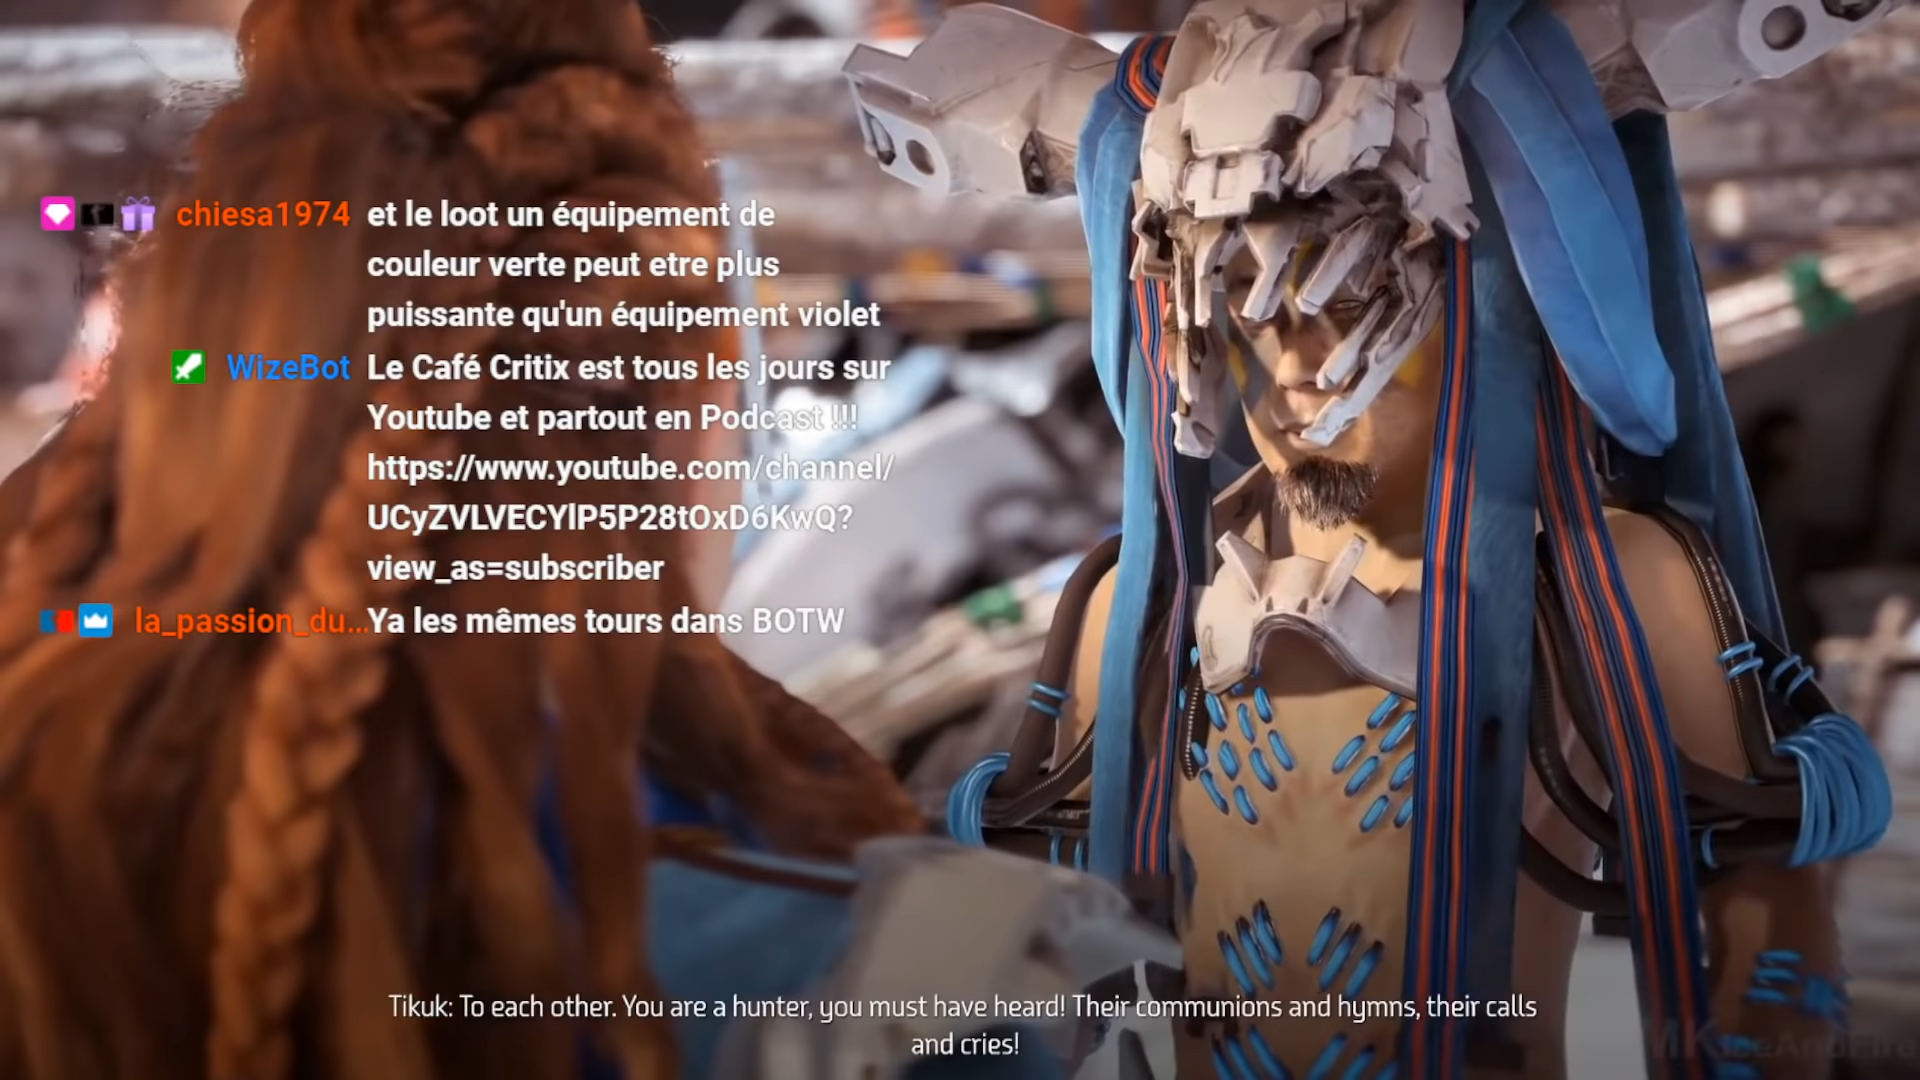 chiesa1974 et le loot un équipement de
couleur verte peut etre plus
puissante qu'un équipement violet
WizeBot Le Café Critix est tous les jours sur
Youtube et partout en Podcast !!!
https://www.youtube.com/channel/
UCyZVLVECYlP5P28tOxD6KwQ?
view_as=subscriber
la_passion_du... Ya les mêmes tours dans BOTW
Tikuk: To each other. You are a hunter, you must have heard! Their communions and hymns, their calls
and cries!